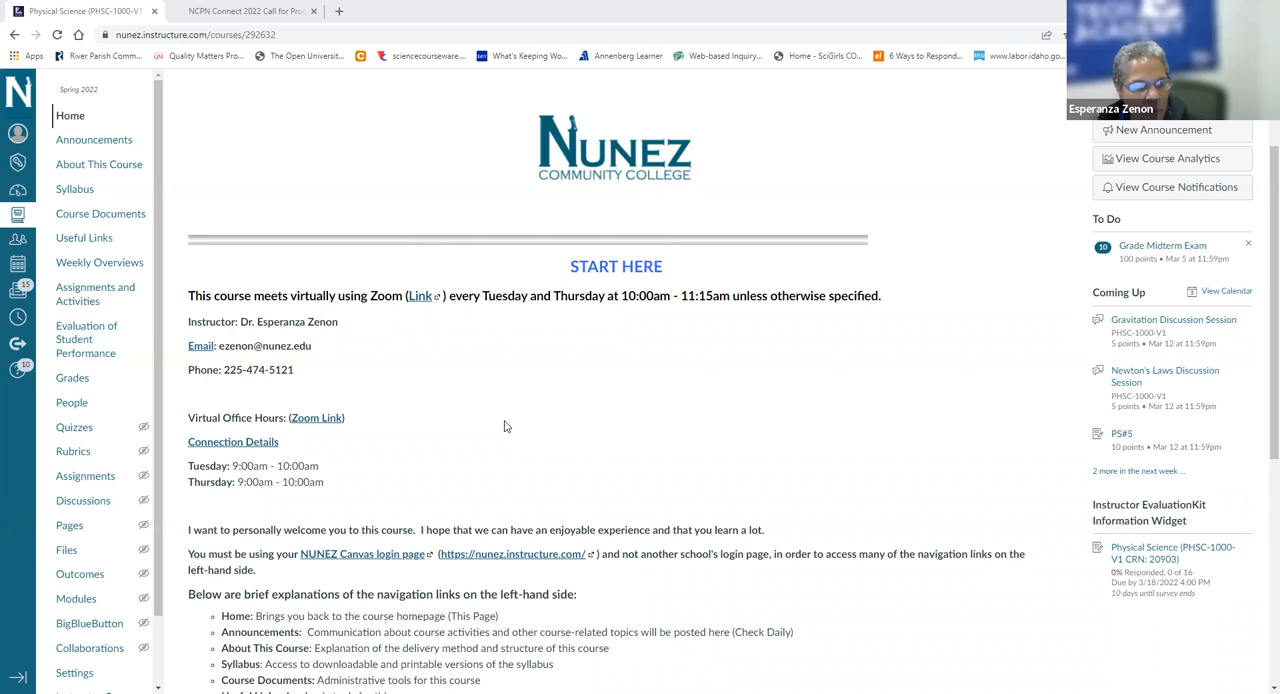 Physical Science (PHSC-1000-V1
NCPN Connect 2022 Call for Pro
nunez.instructure.com/courses/292632
Apps
River Parish Comm...
Quality Matters Pro...
The Open Universit...
sciencecourseware....
What's Keeping Wo...
Annenberg Learner
Web-based Inquiry...
Home - SciGirls CO...
6 Ways to Respond...
www.labor.idaho.go...
TECH
ACADEMY
Esperanza Zenon
N
15
10
Spring 2022
Home
Announcements
About This Course
Syllabus
Course Documents
Useful Links
Weekly Overviews
Assignments and
Activities
Evaluation of
Student
Performance
Grades
People
Quizzes
Rubrics
Assignments
Discussions
Pages
Files
Outcomes
Modules
BigBlueButton
Collaborations
Settings
NUNEZ
COMMUNITY COLLEGE
START HERE
This course meets virtually using Zoom (Link) every Tuesday and Thursday at 10:00am - 11:15am unless otherwise specified.
Instructor: Dr. Esperanza Zenon
Email: ezenon@nunez.edu
Phone: 225-474-5121
Virtual Office Hours: (Zoom Link)
Connection Details
Tuesday: 9:00am - 10:00am
Thursday: 9:00am - 10:00am
I want to personally welcome you to this course. I hope that we can have an enjoyable experience and that you learn a lot.
You must be using your NUNEZ Canvas login page (https://nunez.instructure.com/) and not another school's login page, in order to access many of the navigation links on the
left-hand side.
Below are brief explanations of the navigation links on the left-hand side:
Home: Brings you back to the course homepage (This Page)
Announcements: Communication about course activities and other course-related topics will be posted here (Check Daily)
About This Course: Explanation of the delivery method and structure of this course
Syllabus: Access to downloadable and printable versions of the syllabus
Course Documents: Administrative tools for this course
New Announcement
View Course Analytics
View Course Notifications
To Do
10
Grade Midterm Exam
100 points • Mar 5 at 11:59pm
Coming Up
View Calendar
Gravitation Discussion Session
PHSC-1000-V1
5 points • Mar 12 at 11:59pm
Newton's Laws Discussion
Session
PHSC-1000-V1
5 points • Mar 12 at 11:59pm
PS#5
10 points • Mar 12 at 11:59pm
2 more in the next week ...
Instructor EvaluationKit
Information Widget
Physical Science (PHSC-1000-
V1 CRN: 20903)
0% Responded, 0 of 16
Due by 3/18/2022 4:00 PM
10 days until survey ends